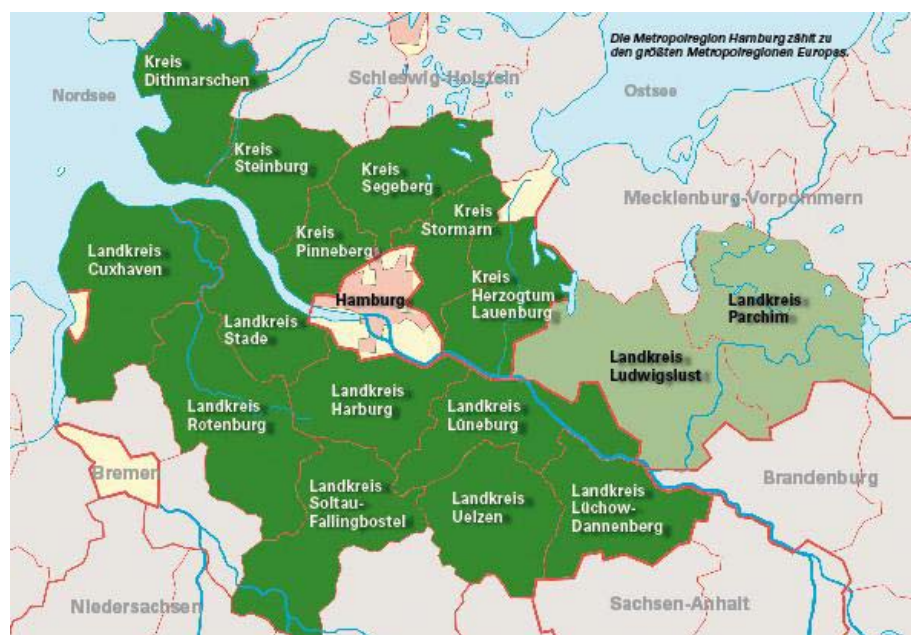 Die Metropolregion Hamburg zählt zu
den größten Metropolregionen Europas.
Kreis
Dithmarschen
Schleswig-Holstein
Nordsee
Ostsee
Kreis
Steinburg
Kreis
Segeberg
Mecklenburg-Vorpommern
Kreis
Stormarn
Kreis
Pinneberg
Landkreis
Cuxhaven
Kreis
Herzogtum
Lauenburg
Hamburg
Landkreis
Parchim
Landkreis
Stade
Landkreis
Ludwigslust
Landkreis
Rotenburg
Landkreis
Harburg
Landkreis
Lüneburg
Bremen
Brandenburg
Landkreis
Soltau-
Fallingbostel
Landkreis
Uelzen
Landkreis
Lüchow-
Dannenberg
Niedersachsen
Sachsen-Anhalt